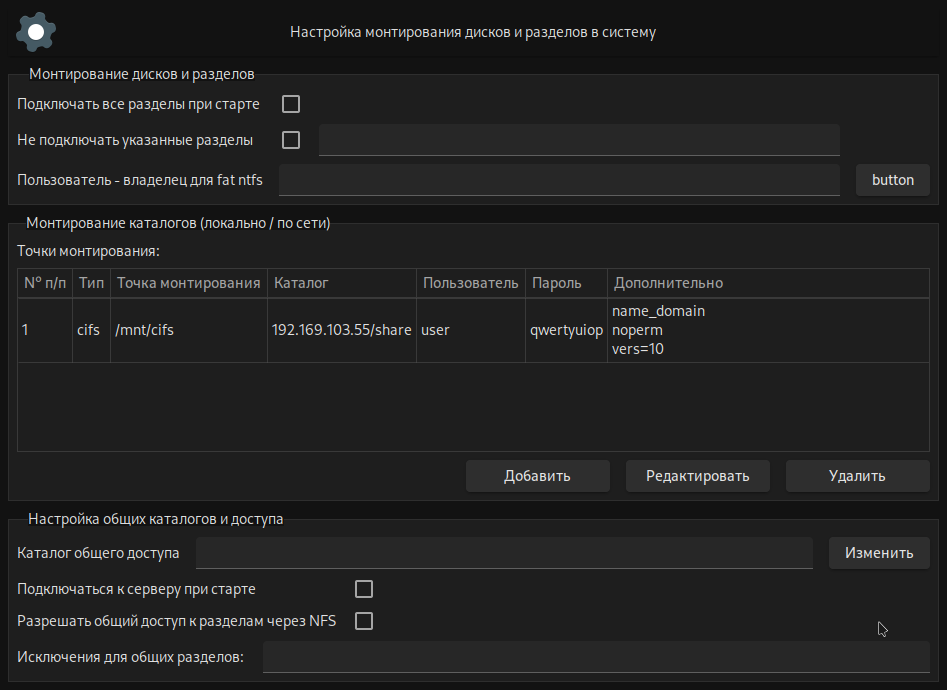 Настройка монтирования дисков и разделов в систему
Монтирование дисков и разделов
Подключать все разделы при старте
Не подключать указанные разделы
Пользователь - владелец для fat ntfs
button
Монтирование каталогов (локально / по сети)
Точки монтирования:
№ п/п Тип Точка монтирования Каталог Пользователь Пароль Дополнительно
1 cifs /mnt/cifs 192.169.103.55/share user qwertyuiop name_domain
noperm
vers=10
Добавить Редактировать Удалить
Настройка общих каталогов и доступа
Каталог общего доступа Изменить
Подключаться к серверу при старте
Разрешать общий доступ к разделам через NFS
Исключения для общих разделов: